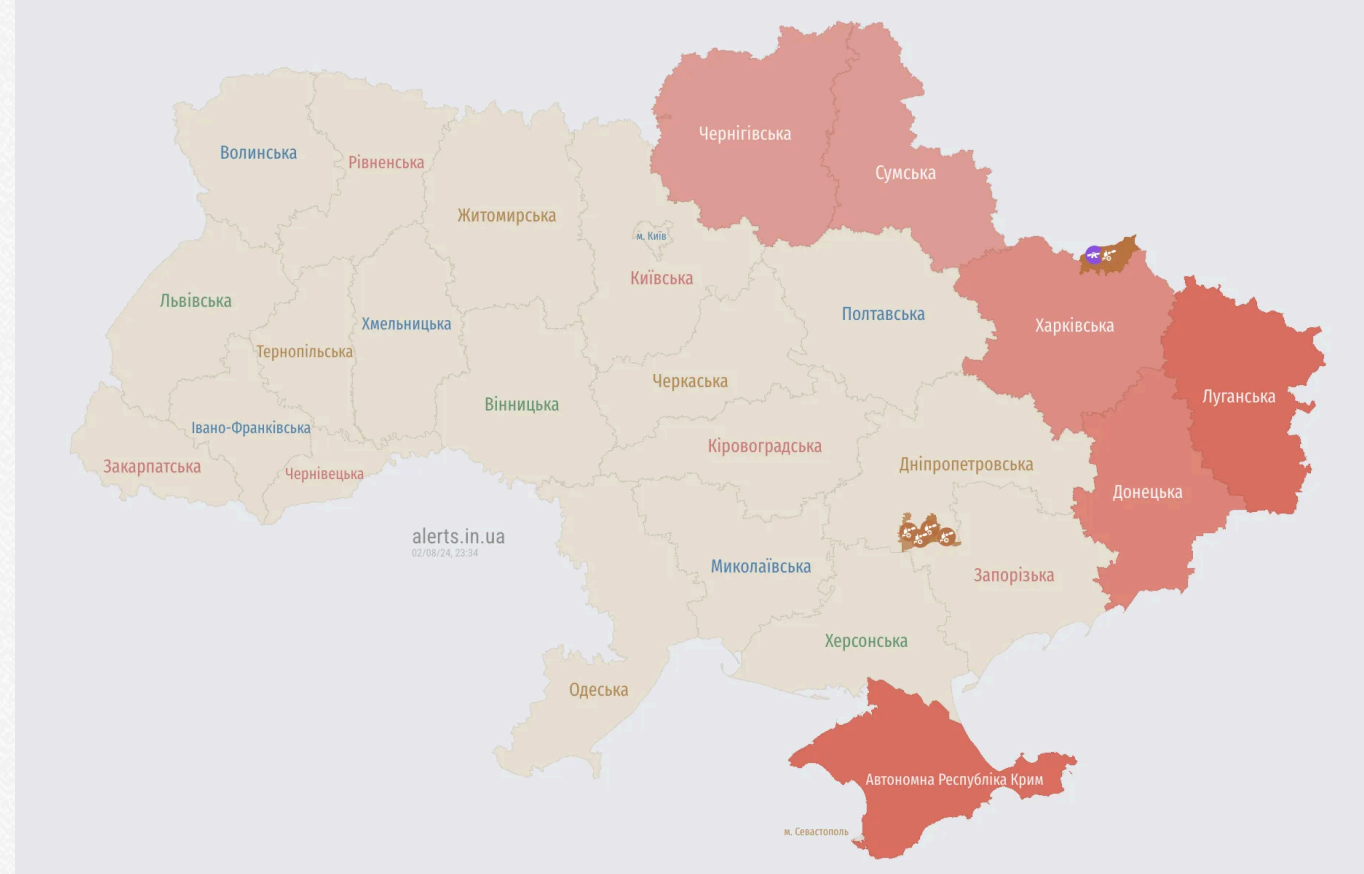 Чернігівська
Сумська
Волинська
Рівненська
Житомирська
м. Київ
Київська
Львівська
Полтавська
Хмельницька
Харківська
Тернопільська
Черкаська
Луганська
Вінницька
Івано-Франківська
Кіровоградська
Закарпатська
Чернівецька
Дніпропетровська
Донецька
alerts.in.ua
02/08/24, 23:34
Миколаївська
Запорізька
Херсонська
Одеська
Автономна Республіка Крим
м. Севастополь